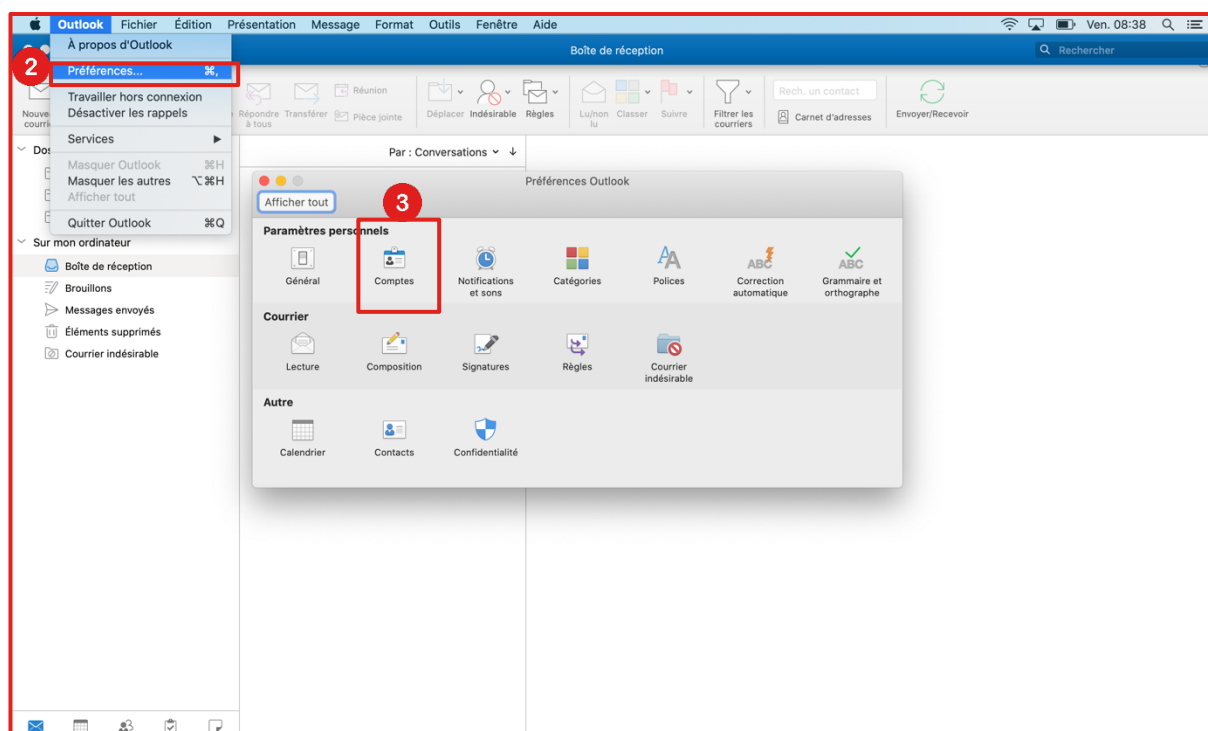 Outlook Fichier Édition Présentation Message Format Outils Fenêtre Aide Ven. 08:38
À propos d'Outlook
Boîte de réception
Rechercher
2
Préférences... ⌘,
Travailler hors connexion
Désactiver les rappels
Services
Masquer Outlook ⌘H
Masquer les autres ⌥⌘H
Afficher tout
Quitter Outlook ⌘Q
Répondre
à tous
Transférer
Réunion
Pièce jointe
Déplacer
Indésirable
Règles
Lu/non
lu
Classer
Suivre
Filtrer les
courriers
Rech. un contact
Carnet d'adresses
Envoyer/Recevoir
Par : Conversations
Sur mon ordinateur
Boîte de réception
Brouillons
Messages envoyés
Éléments supprimés
Courrier indésirable
Préférences Outlook
Afficher tout
3
Paramètres personnels
Général
Comptes
Notifications
et sons
Catégories
Polices
ABC
Correction
automatique
ABC
Grammaire et
orthographe
Courrier
Lecture
Composition
Signatures
Règles
Courrier
indésirable
Autre
Calendrier
Contacts
Confidentialité